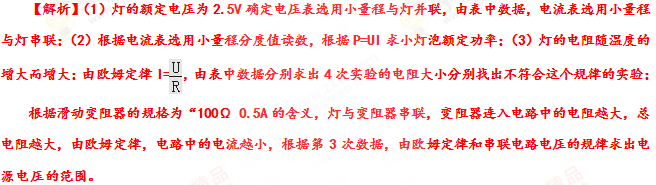 【解析】(1) 灯的额定电压为 2.5V 确定电压表选用小量程与灯并联，由表中数据，电流表选用小量程
与灯串联；(2) 根据电流表选用小量程分度值读数，根据 P=UI 求小灯泡额定功率；(3) 灯的电阻随温度的
增大而增大；由欧姆定律 I=U/R，由表中数据分别求出 4 次实验的电阻大小分别找出不符合这个规律的实验；
根据滑动变阻器的规格为“100Ω 0.5A 的含义，灯与变阻器串联，变阻器连入电路中的电阻越大，总
电阻越大，由欧姆定律，电路中的电流越小，根据第 3 次数据，由欧姆定律和串联电路电压的规律求出电
源电压的范围。